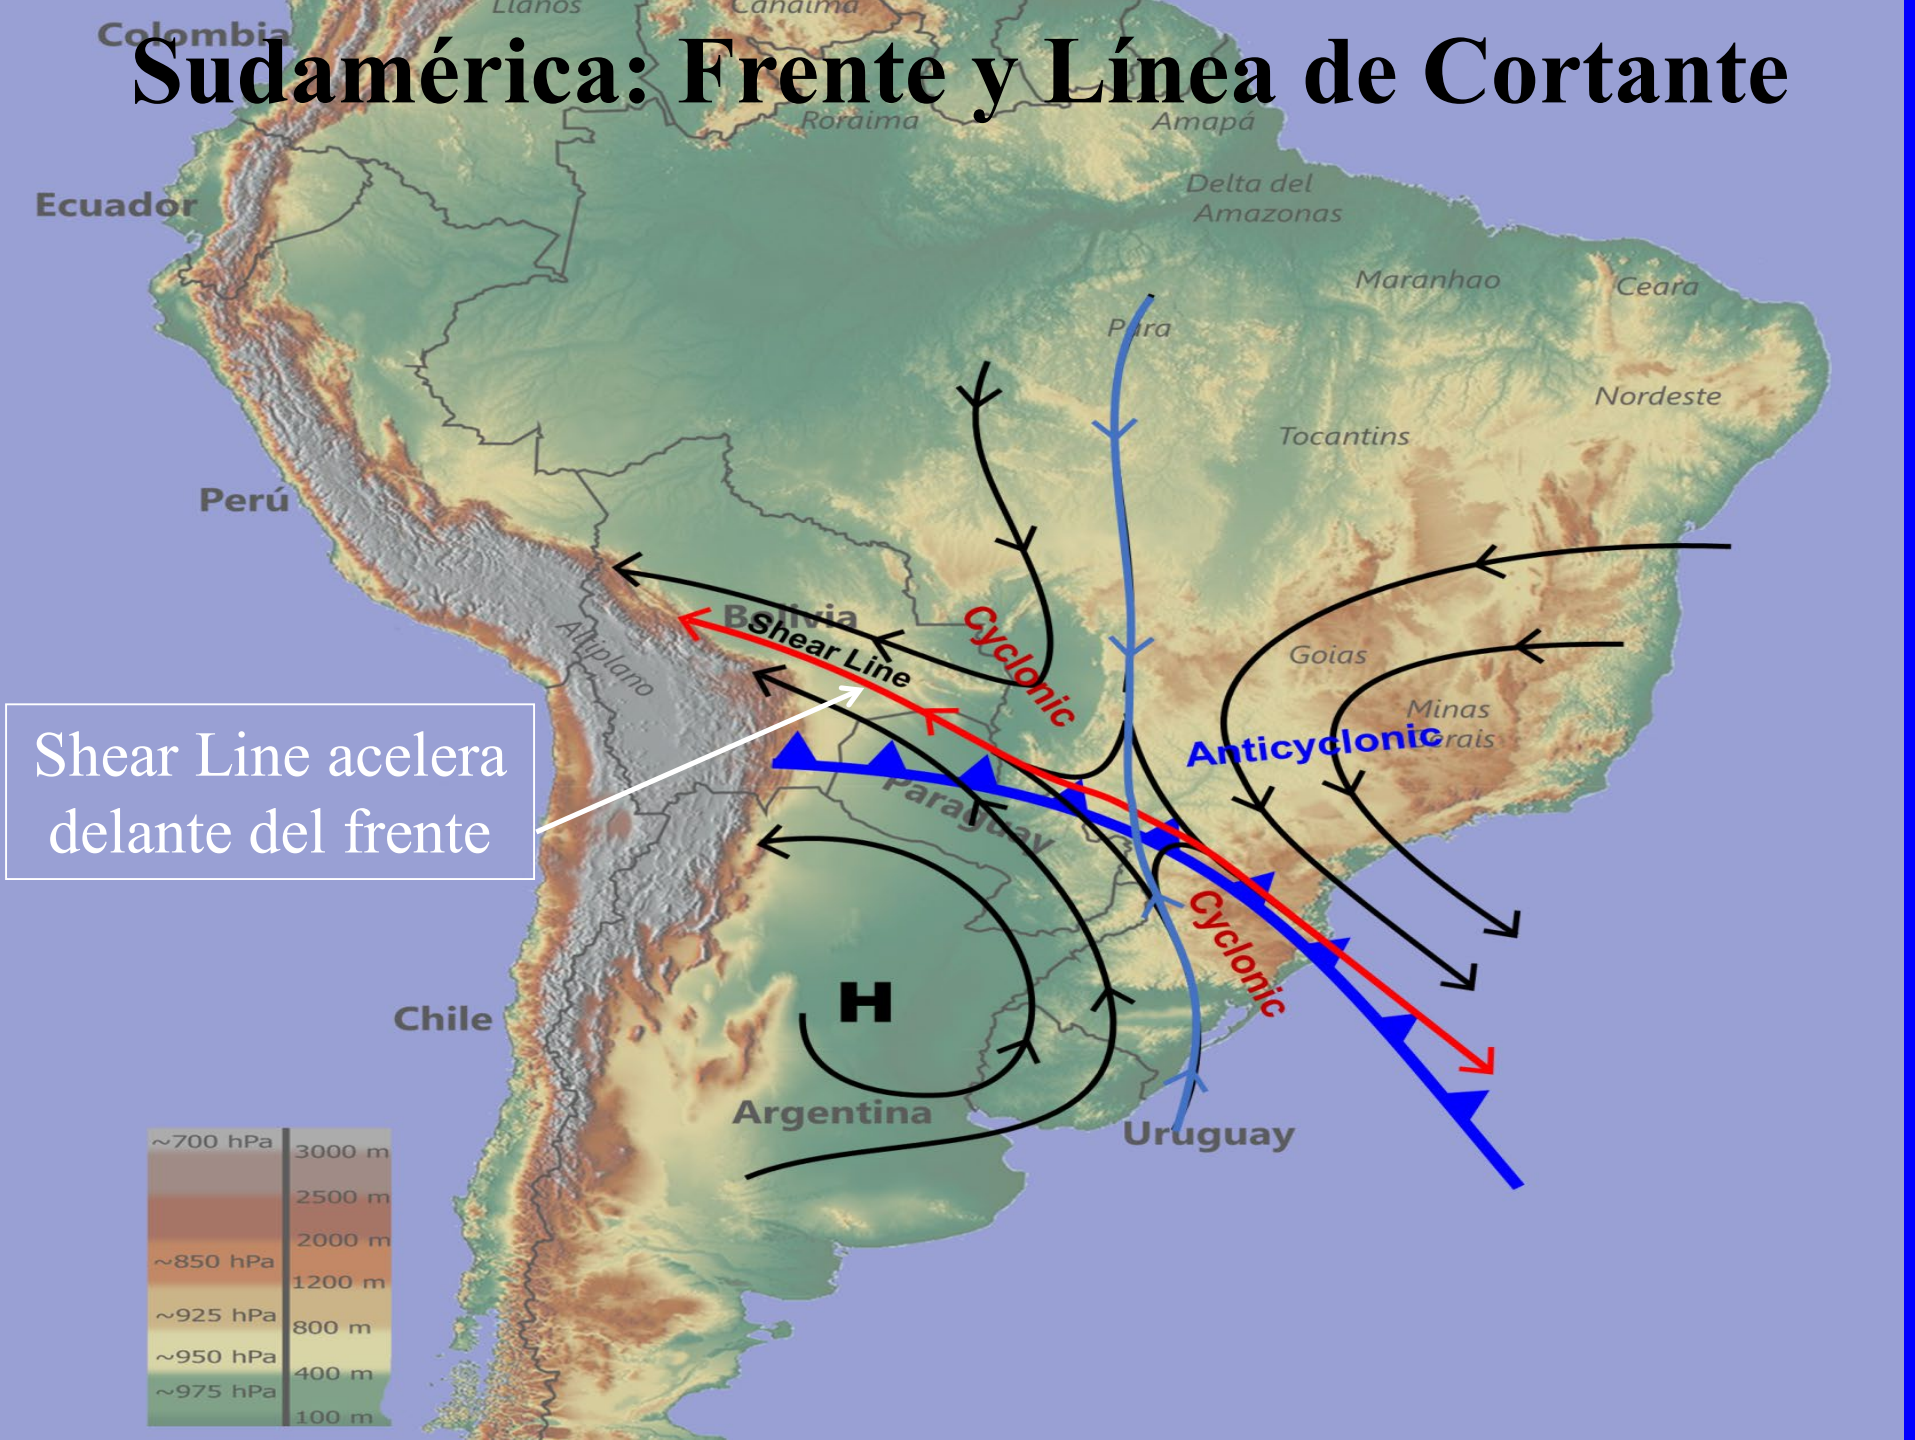 Llanos
Canaima
Colombia
Sudamérica: Frente y Línea de Cortante
Roraima
Amapá
Delta del
Amazonas
Ecuador
Maranhao
Ceara
Para
Nordeste
Tocantins
Perú
Bolivia
Shear Line
Cyclonic
Altiplano
Goias
Minas
Gerais
Anticyclonic
Shear Line acelera
delante del frente
Paraguay
Cyclonic
H
Chile
Argentina
Uruguay
~700 hPa
3000 m
2500 m
2000 m
~850 hPa
1200 m
~925 hPa
800 m
~950 hPa
400 m
~975 hPa
100 m